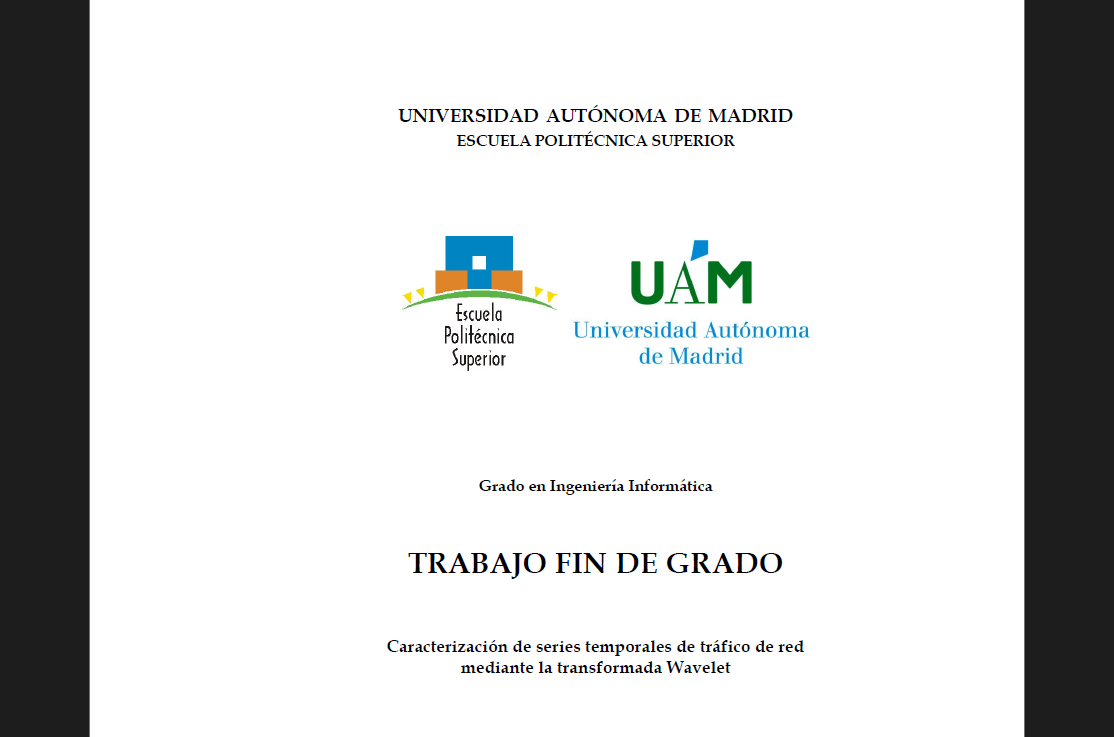 UNIVERSIDAD AUTÓNOMA DE MADRID
ESCUELA POLITÉCNICA SUPERIOR
Escuela
Politécnica
Superior
UAM
Universidad Autónoma
de Madrid
Grado en Ingeniería Informática
TRABAJO FIN DE GRADO
Caracterización de series temporales de tráfico de red
mediante la transformada Wavelet